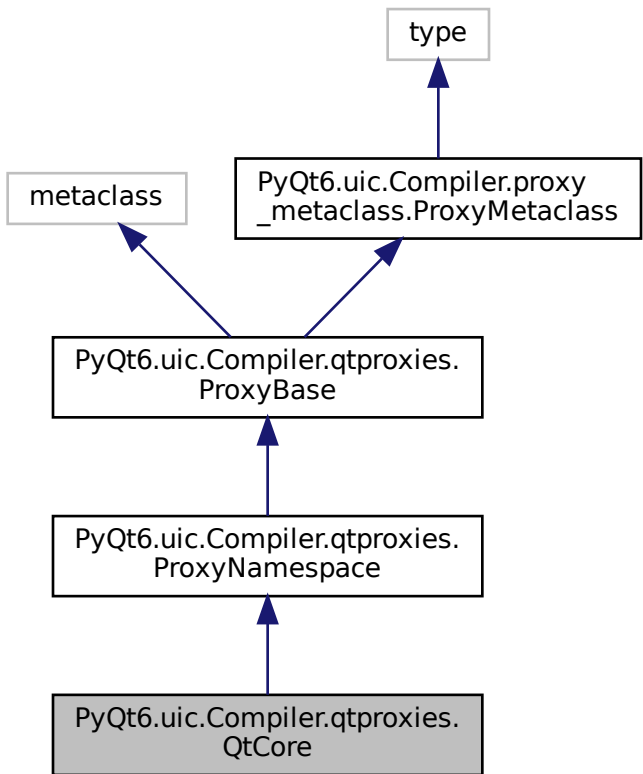 type
metaclass
PyQt6.uic.Compiler.proxy
_metaclass.ProxyMetaclass
PyQt6.uic.Compiler.qtproxies.
ProxyBase
PyQt6.uic.Compiler.qtproxies.
ProxyNamespace
PyQt6.uic.Compiler.qtproxies.
QtCore